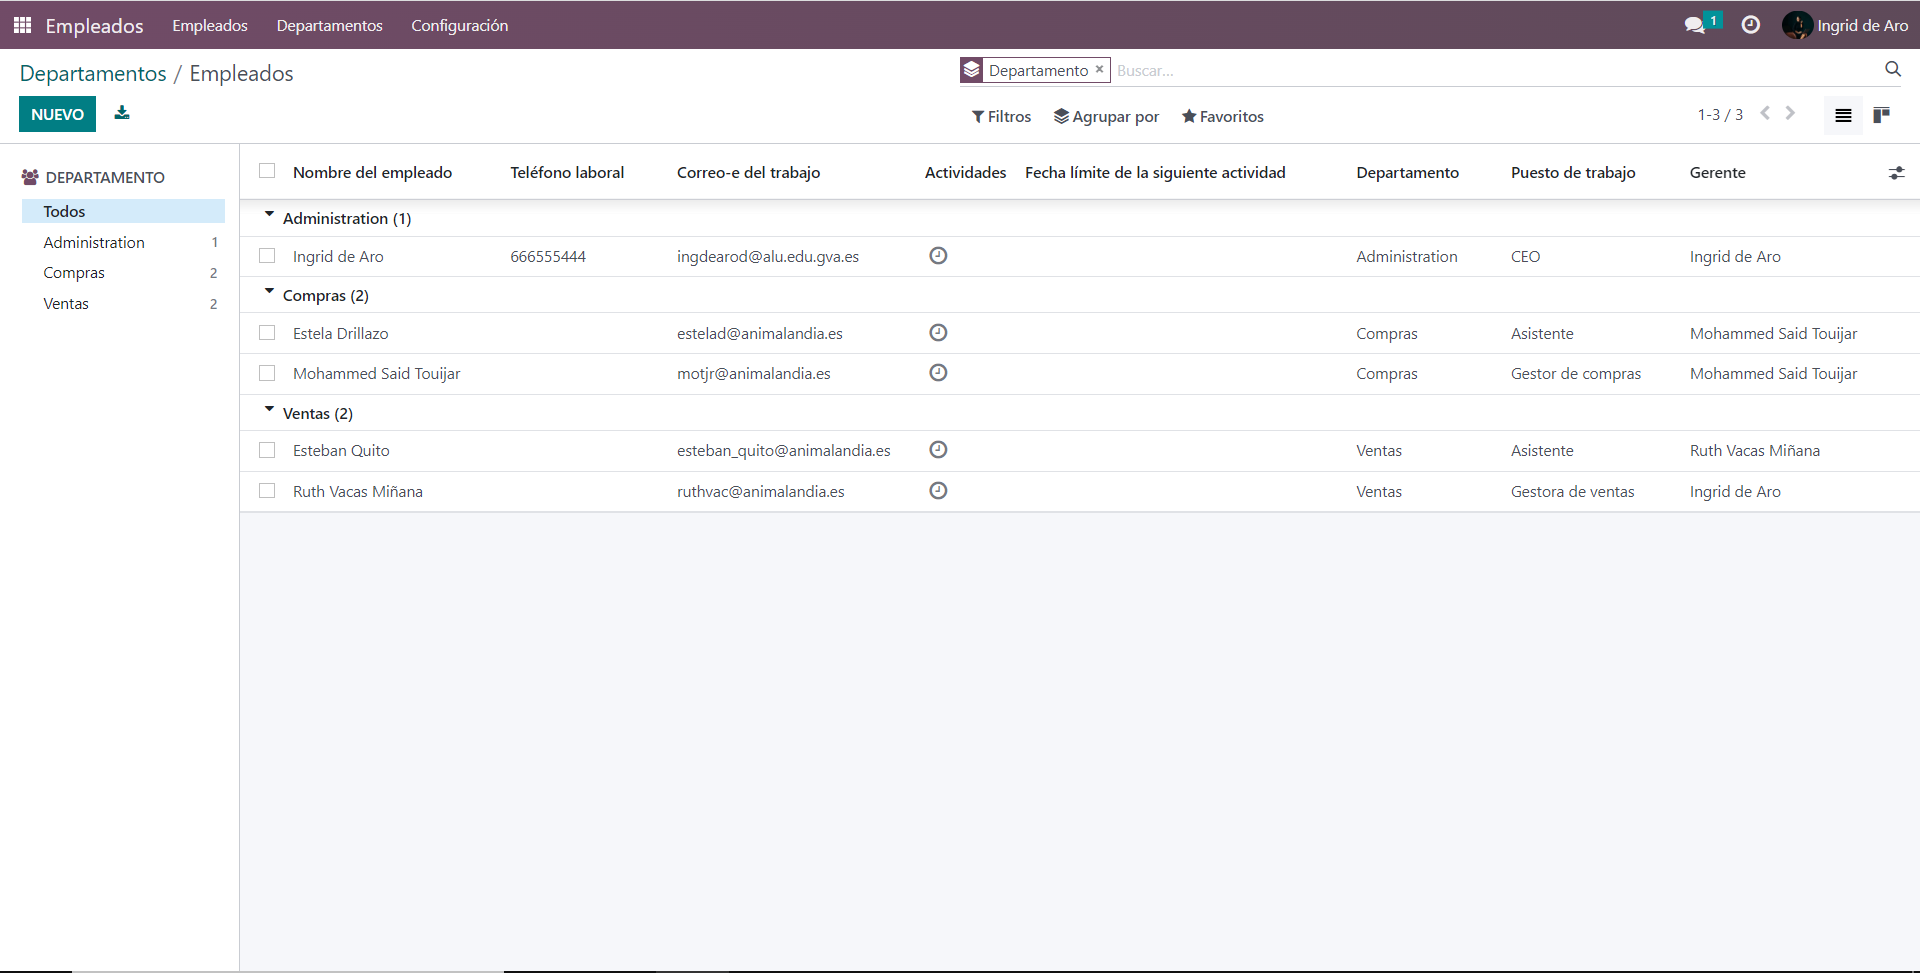 Empleados Empleados Departamentos Configuración 1 Ingrid de Aro
Departamentos / Empleados Departamento × Buscar...
NUEVO Filtros Agrupar por Favoritos 1-3 / 3
DEPARTAMENTO
Todos
Administration 1
Compras 2
Ventas 2
Nombre del empleado Teléfono laboral Correo-e del trabajo Actividades Fecha límite de la siguiente actividad Departamento Puesto de trabajo Gerente
Administration (1)
Ingrid de Aro 666555444 ingdearod@alu.edu.gva.es Administration CEO Ingrid de Aro
Compras (2)
Estela Drillazo estelad@animalandia.es Compras Asistente Mohammed Said Touijar
Mohammed Said Touijar motjr@animalandia.es Compras Gestor de compras Mohammed Said Touijar
Ventas (2)
Esteban Quito esteban_quito@animalandia.es Ventas Asistente Ruth Vacas Miñana
Ruth Vacas Miñana ruthvac@animalandia.es Ventas Gestora de ventas Ingrid de Aro